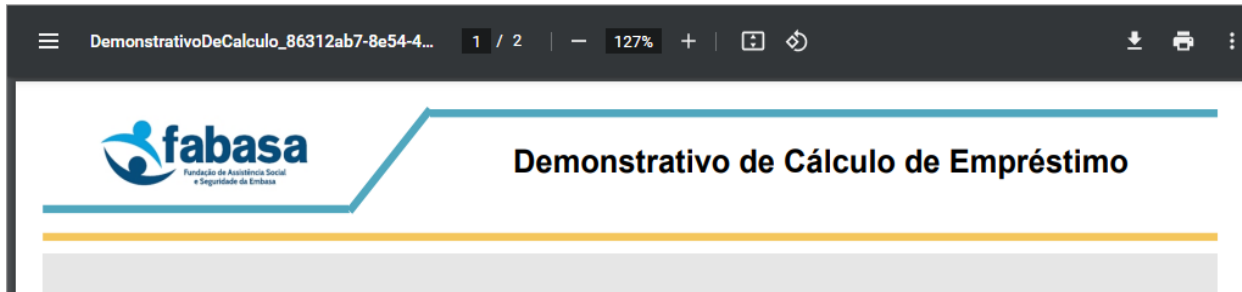 DemonstrativoDeCalculo_86312ab7-8e54-4... 1 / 2 | — 127% + |
fabasa
Fundação de Assistência Social
e Seguridade da Embasa
Demonstrativo de Cálculo de Empréstimo